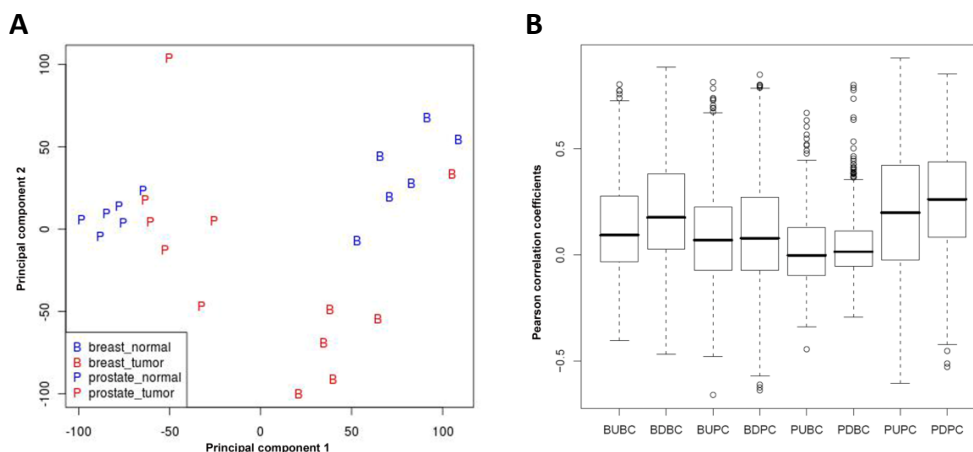 A
Principal component 2
100
50
0
-50
-100
P
B
B
B
B
B
P
B
P
P
P
P
P
B
P
P
P
P
B
P
P
B
B
B
B
B
B breast_normal
B breast_tumor
P prostate_normal
P prostate_tumor
-100 -50 0 50 100
Principal component 1
B
Pearson correlation coefficients
0.5
0.0
-0.5
BUBC BDBC BUPC BDPC PUBC PDBC PUPC PDPC